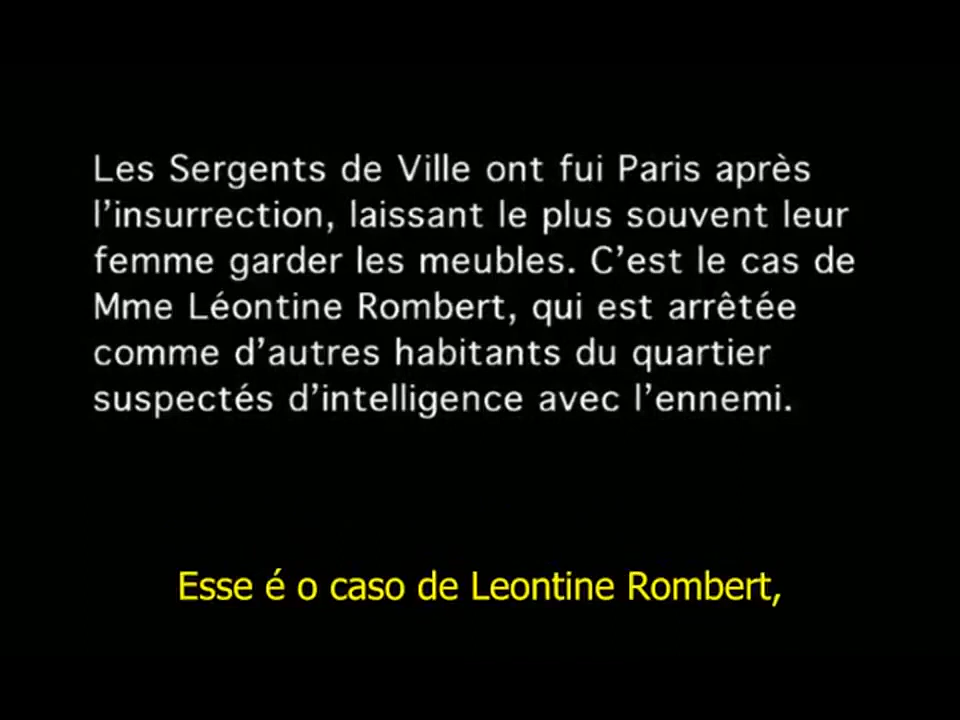 Les Sergents de Ville ont fui Paris après
l’insurrection, laissant le plus souvent leur
femme garder les meubles. C’est le cas de
Mme Léontine Rombert, qui est arrêtée
comme d’autres habitants du quartier
suspectés d’intelligence avec l’ennemi.
Esse é o caso de Leontine Rombert,